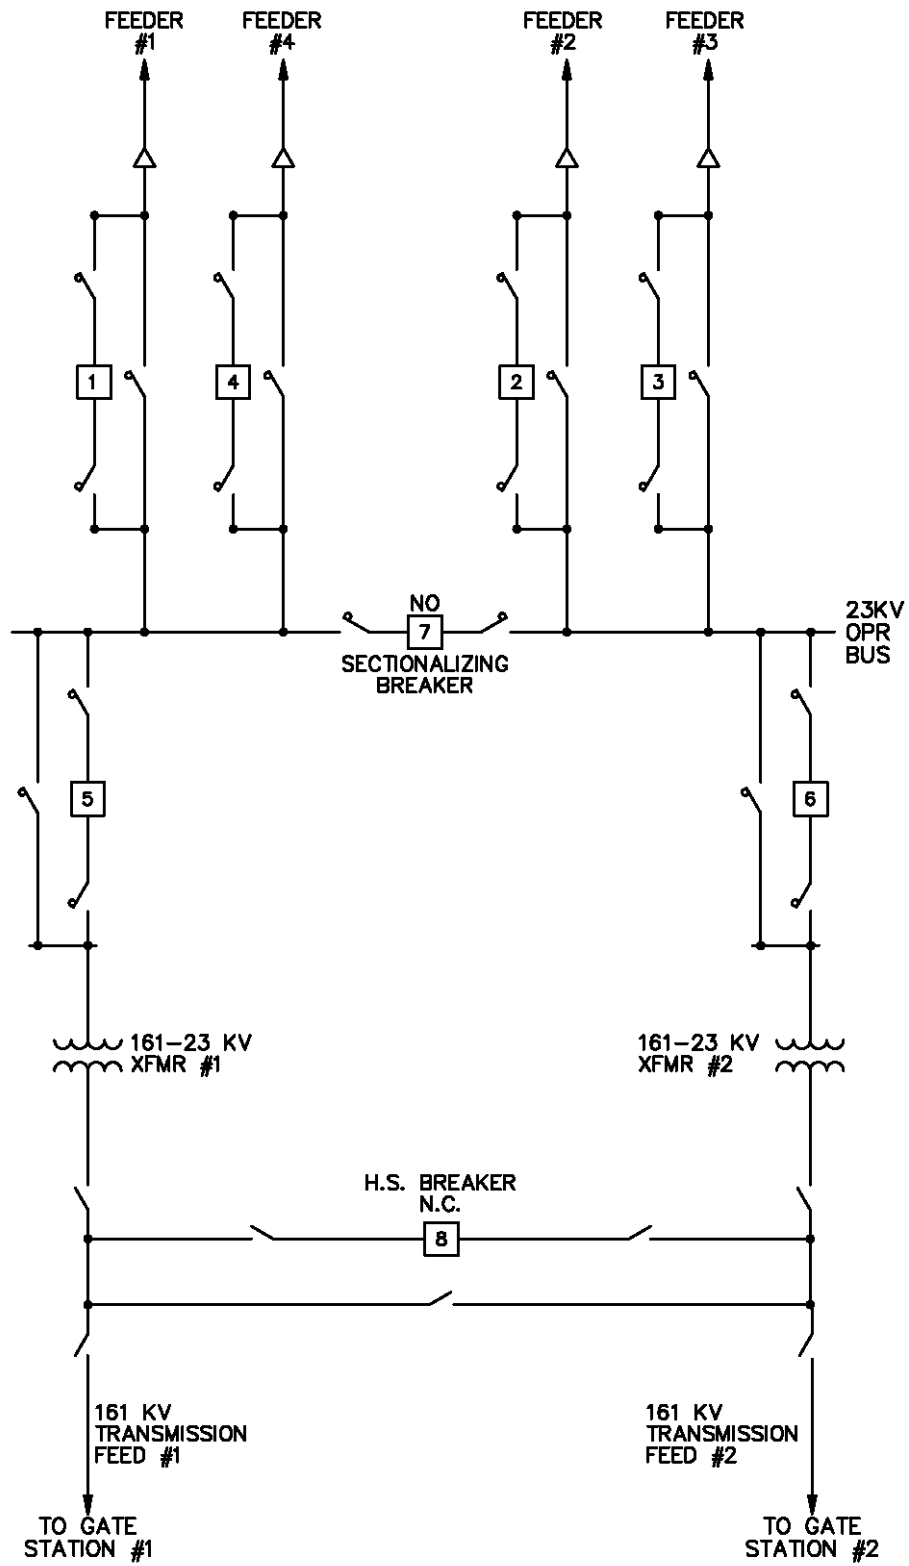 FEEDER
#1
FEEDER
#4
FEEDER
#2
FEEDER
#3
1
4
2
3
NO
7
SECTIONALIZING
BREAKER
23KV
OPR
BUS
5
6
161-23 KV
XFMR #1
161-23 KV
XFMR #2
H.S. BREAKER
N.C.
8
161 KV
TRANSMISSION
FEED #1
161 KV
TRANSMISSION
FEED #2
TO GATE
STATION #1
TO GATE
STATION #2